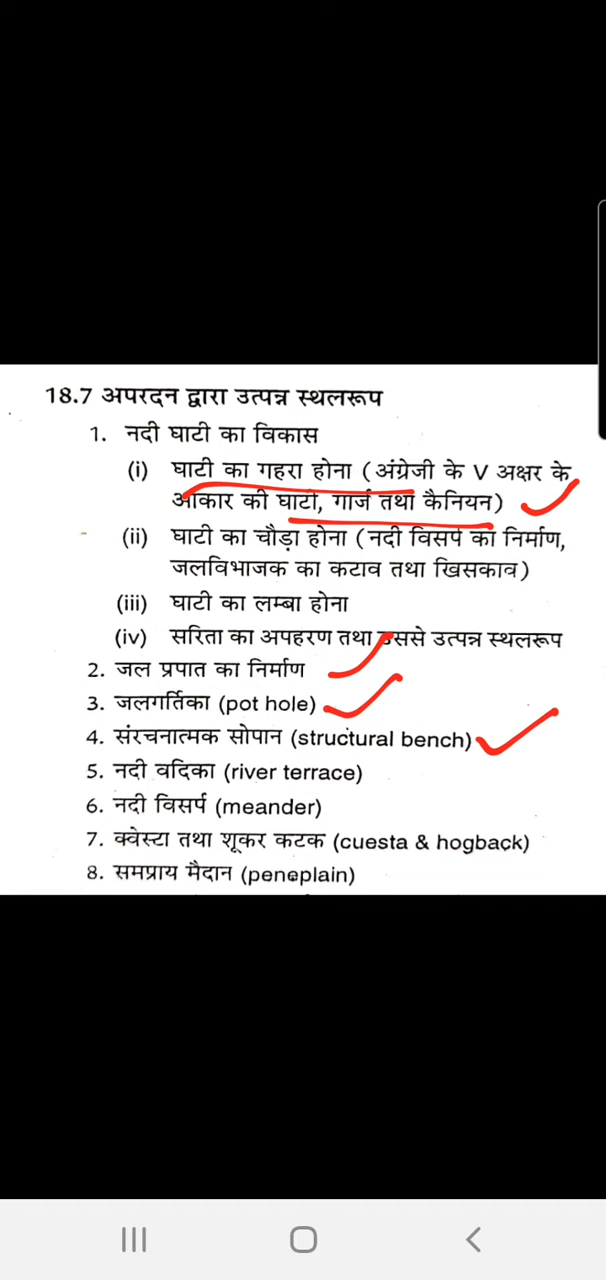 18.7 अपरदन द्वारा उत्पन्न स्थलरूप
1. नदी घाटी का विकास
(i) घाटी का गहरा होना (अंग्रेजी के V अक्षर के
आकार की घाटी, गार्ज तथा कैनियन)
(ii) घाटी का चौड़ा होना (नदी विसर्प का निर्माण,
जलविभाजक का कटाव तथा खिसकाव)
(iii) घाटी का लम्बा होना
(iv) सरिता का अपहरण तथा उससे उत्पन्न स्थलरूप
2. जल प्रपात का निर्माण
3. जलगर्तिका (pot hole)
4. संरचनात्मक सोपान (structural bench)
5. नदी वदिका (river terrace)
6. नदी विसर्प (meander)
7. क्वेस्टा तथा शूकर कटक (cuesta & hogback)
8. समप्राय मैदान (peneplain)